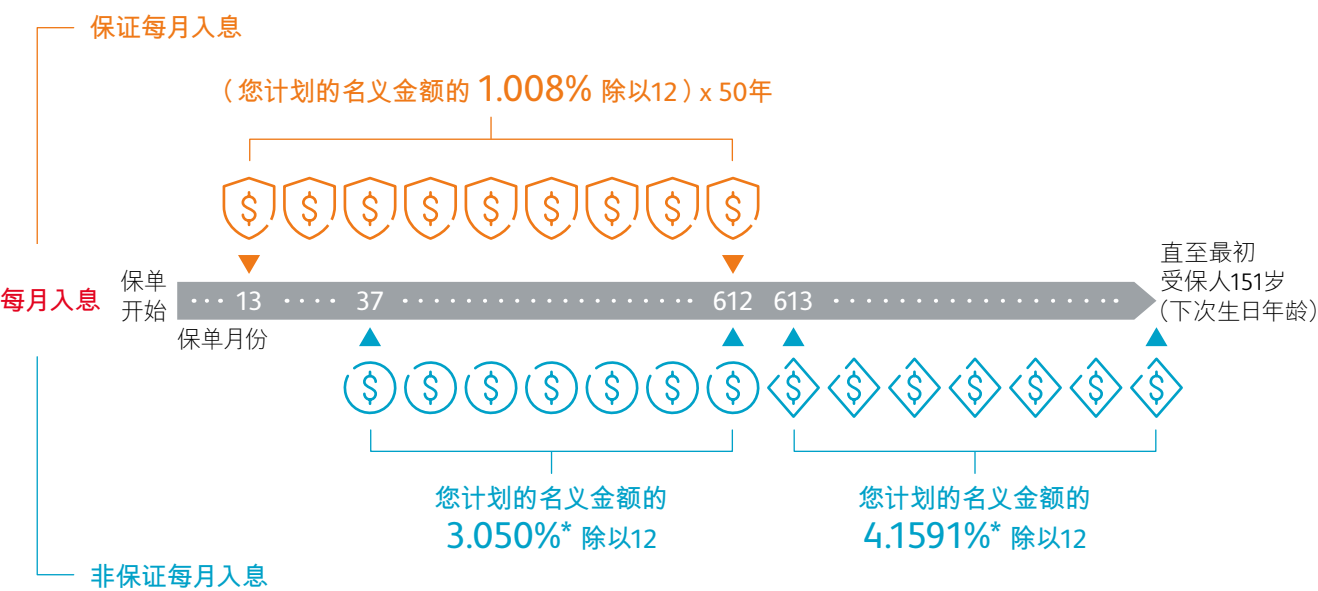 保证每月入息
（您计划的名义金额的 1.008% 除以12）x 50年
$ $ $ $ $ $ $ $ $
每月入息
保单
开始
··· 13 ···· 37 ······················ 612 613 ··················
直至最初
受保人151岁
（下次生日年龄）
保单月份
$ $ $ $ $ $ $ $ $ $ $ $ $ $
您计划的名义金额的
3.050%* 除以12
您计划的名义金额的
4.1591%* 除以12
非保证每月入息